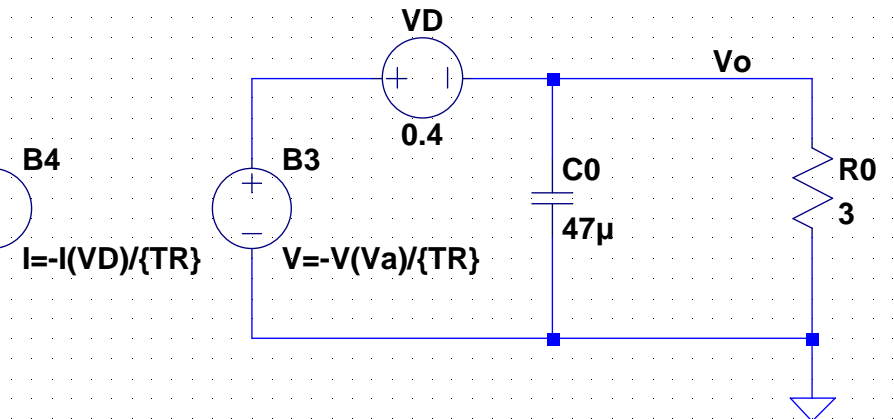 VD
Vo
0.4
B4
B3
C0
R0
47µ
3
I=-I(VD)/{TR}
V=-V(Va)/{TR}